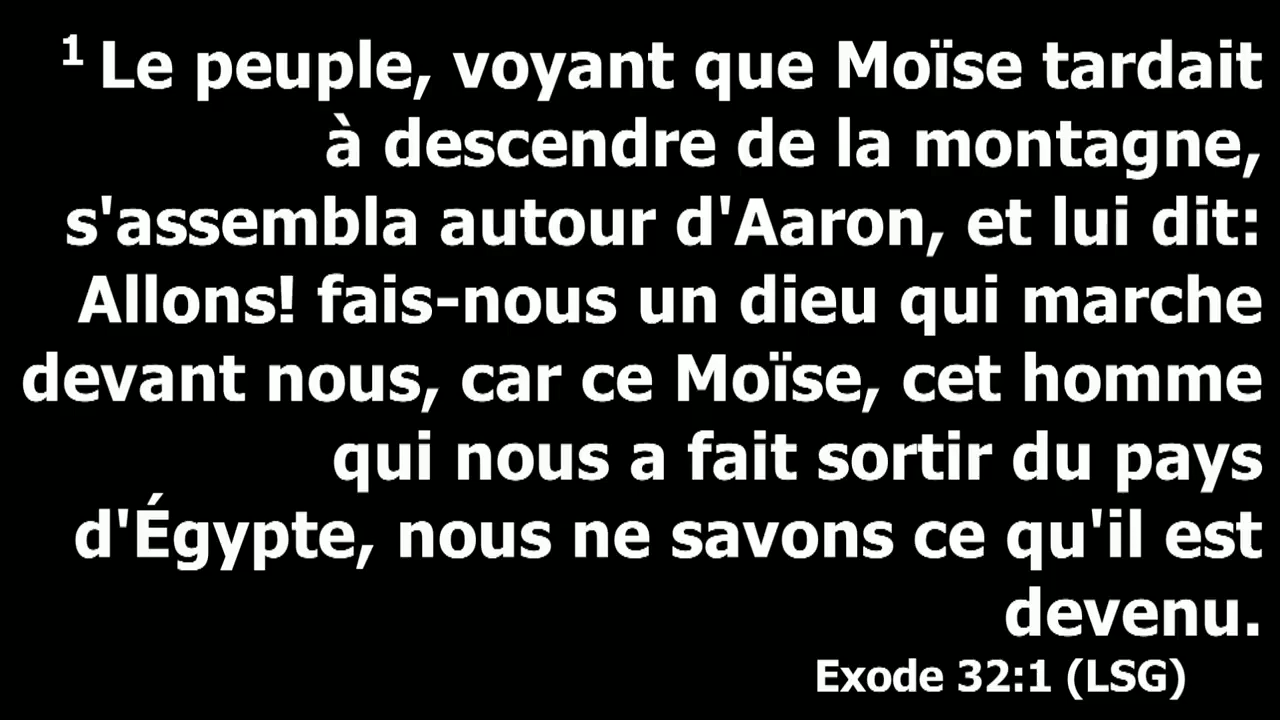 1 Le peuple, voyant que Moïse tardait
à descendre de la montagne,
s'assembla autour d'Aaron, et lui dit:
Allons! fais-nous un dieu qui marche
devant nous, car ce Moïse, cet homme
qui nous a fait sortir du pays
d'Égypte, nous ne savons ce qu'il est
devenu.
Exode 32:1 (LSG)